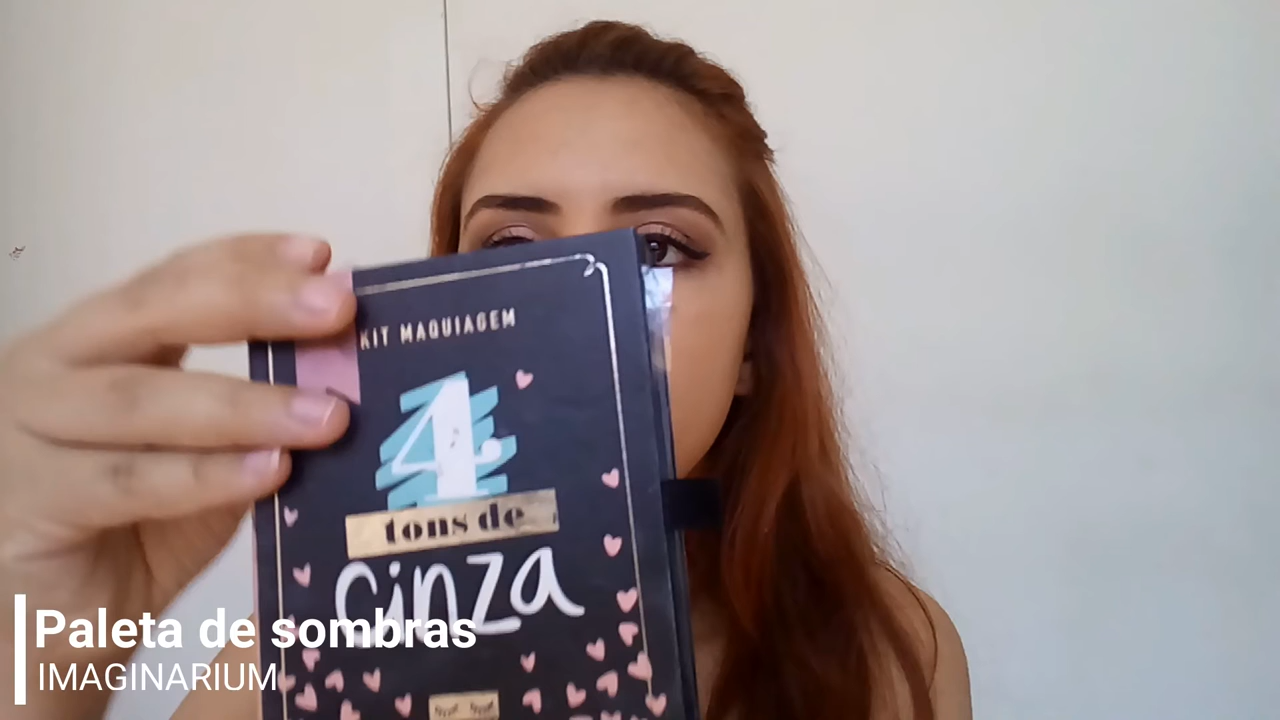 KIT MAQUIAGEM
4
tons de
cinza
Paleta de sombras
IMAGINARIUM